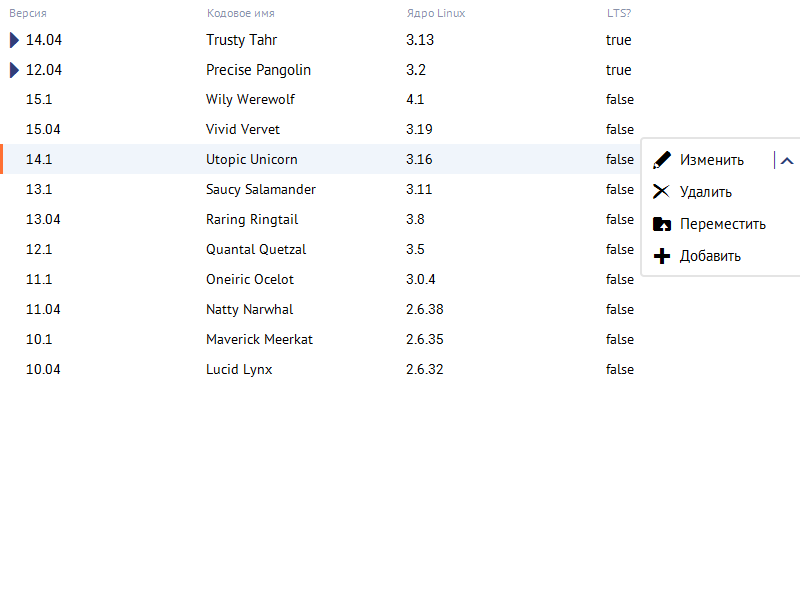 Версия Кодовое имя Ядро Linux LTS?
14.04 Trusty Tahr 3.13 true
12.04 Precise Pangolin 3.2 true
15.1 Wily Werewolf 4.1 false
15.04 Vivid Vervet 3.19 false
14.1 Utopic Unicorn 3.16 false Изменить
13.1 Saucy Salamander 3.11 false Удалить
13.04 Raring Ringtail 3.8 false Переместить
12.1 Quantal Quetzal 3.5 false Добавить
11.1 Oneiric Ocelot 3.0.4 false
11.04 Natty Narwhal 2.6.38 false
10.1 Maverick Meerkat 2.6.35 false
10.04 Lucid Lynx 2.6.32 false